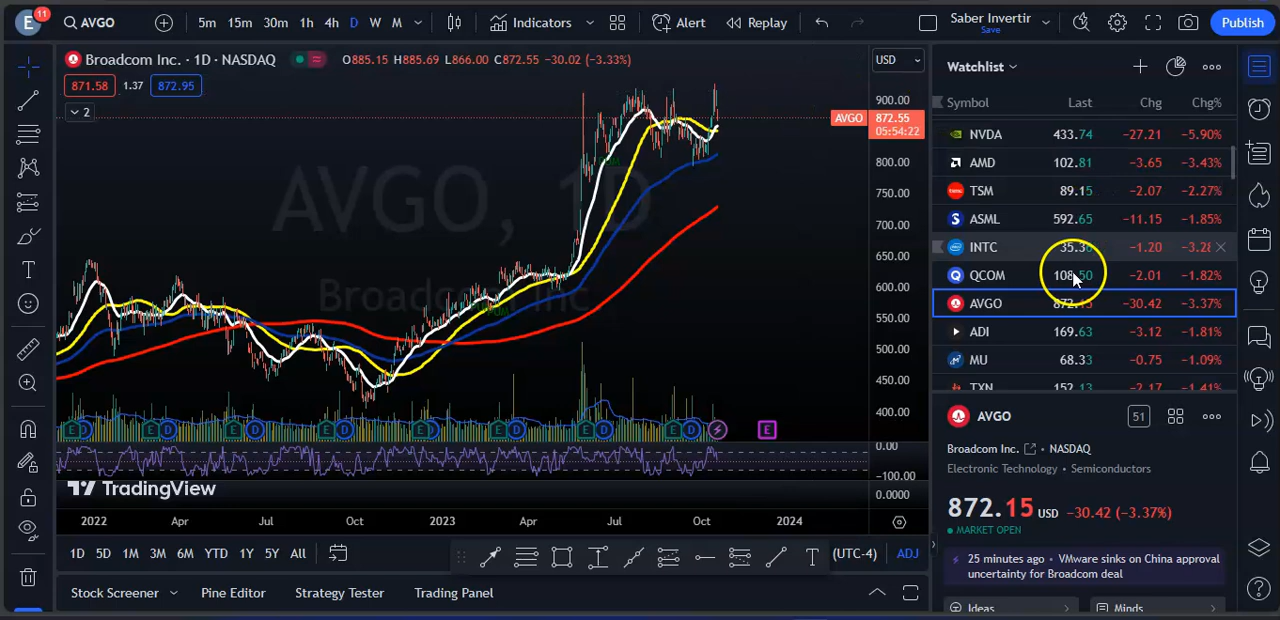 E 11 AVGO 5m 15m 30m 1h 4h D W M Indicators Alert Replay Saber Invertir Save Publish
Broadcom Inc. · 1D · NASDAQ O885.15 H885.69 L866.00 C872.55 −30.02 (−3.33%) USD
871.58 1.37 872.95
2
AVGO, 1D
Broadcom Inc
900.00
AVGO 872.55
05:54:22
800.00
750.00
700.00
650.00
600.00
550.00
500.00
450.00
400.00
E D E D E D E D E D E D E D E D E
0.00
−100.00
0.0000
TradingView
2022 Apr Jul Oct 2023 Apr Jul Oct 2024
1D 5D 1M 3M 6M YTD 1Y 5Y All (UTC-4) ADJ
Stock Screener Pine Editor Strategy Tester Trading Panel
Watchlist
Symbol Last Chg Chg%
NVDA 433.74 −27.21 −5.90%
AMD 102.81 −3.65 −3.43%
TSM 89.15 −2.07 −2.27%
ASML 592.65 −11.15 −1.85%
INTC −1.20
QCOM 108.50 −2.01 −1.82%
AVGO −30.42 −3.37%
ADI 169.63 −3.12 −1.81%
MU 68.33 −0.75 −1.09%
TXN 152.13 −2.17 −1.41%
AVGO 51
Broadcom Inc. • NASDAQ
Electronic Technology • Semiconductors
872.15 USD −30.42 (−3.37%)
MARKET OPEN
25 minutes ago • VMware sinks on China approval
uncertainty for Broadcom deal
Ideas Minds